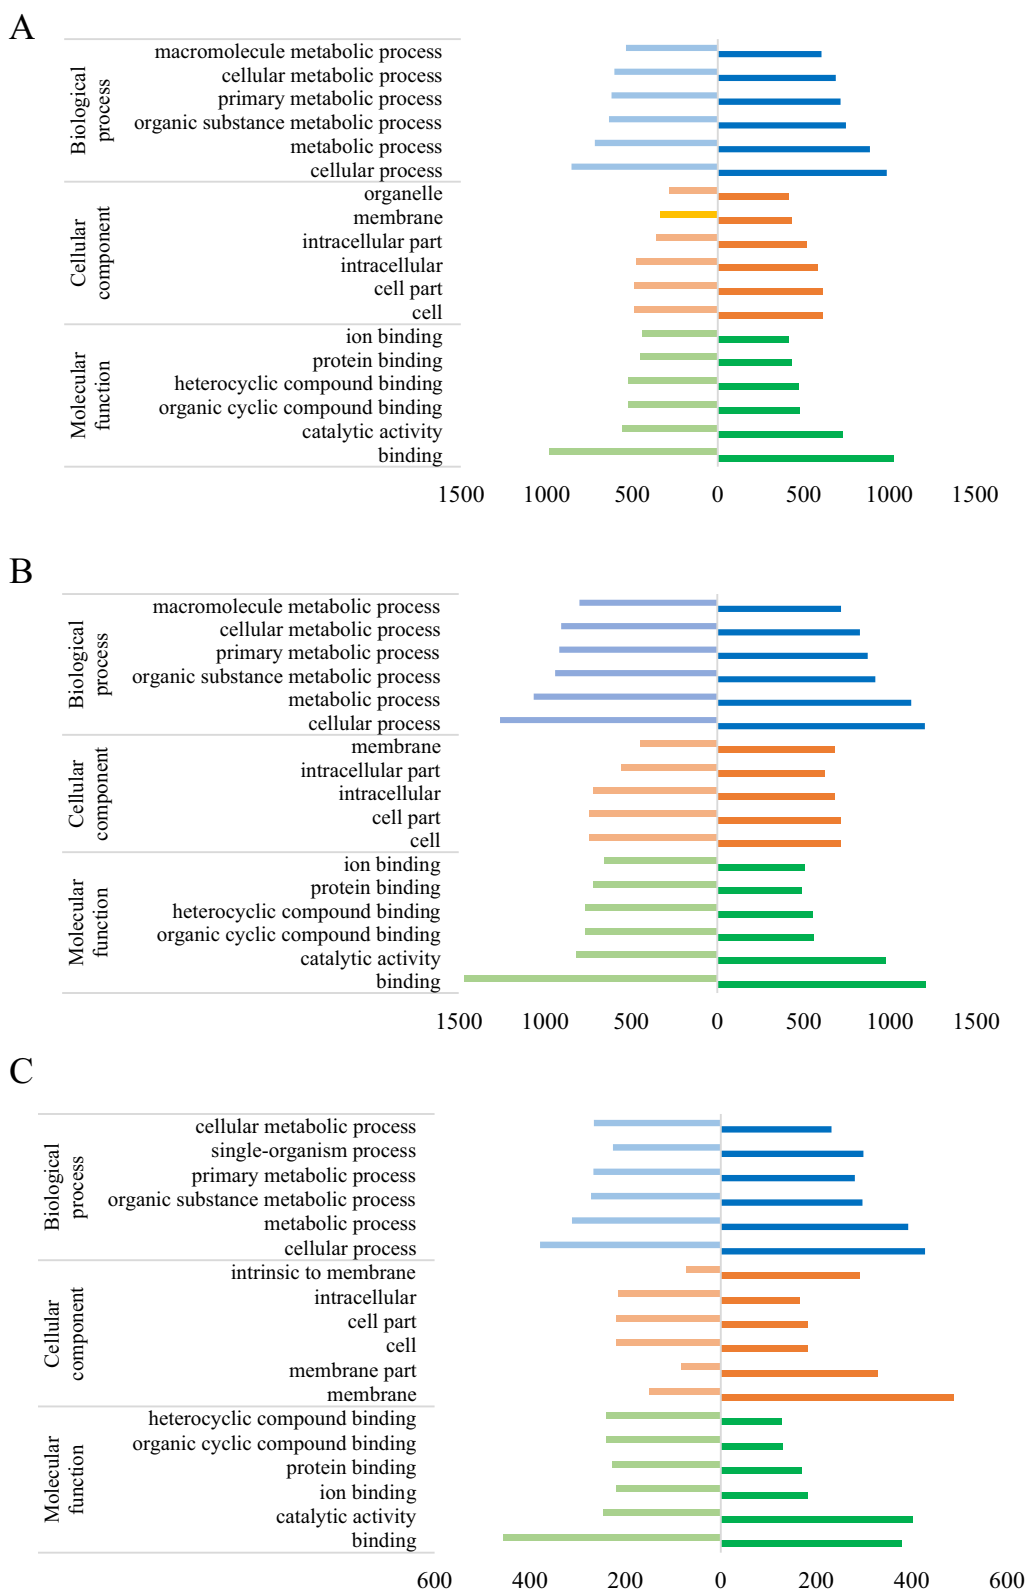 A
Biological
process
macromolecule metabolic process
cellular metabolic process
primary metabolic process
organic substance metabolic process
metabolic process
cellular process
Cellular
component
organelle
membrane
intracellular part
intracellular
cell part
cell
Molecular
function
ion binding
protein binding
heterocyclic compound binding
organic cyclic compound binding
catalytic activity
binding
1500 1000 500 0 500 1000 1500
B
Biological
process
macromolecule metabolic process
cellular metabolic process
primary metabolic process
organic substance metabolic process
metabolic process
cellular process
Cellular
component
membrane
intracellular part
intracellular
cell part
cell
Molecular
function
ion binding
protein binding
heterocyclic compound binding
organic cyclic compound binding
catalytic activity
binding
1500 1000 500 0 500 1000 1500
C
Biological
process
cellular metabolic process
single-organism process
primary metabolic process
organic substance metabolic process
metabolic process
cellular process
Cellular
component
intrinsic to membrane
intracellular
cell part
cell
membrane part
membrane
Molecular
function
heterocyclic compound binding
organic cyclic compound binding
protein binding
ion binding
catalytic activity
binding
600 400 200 0 200 400 600